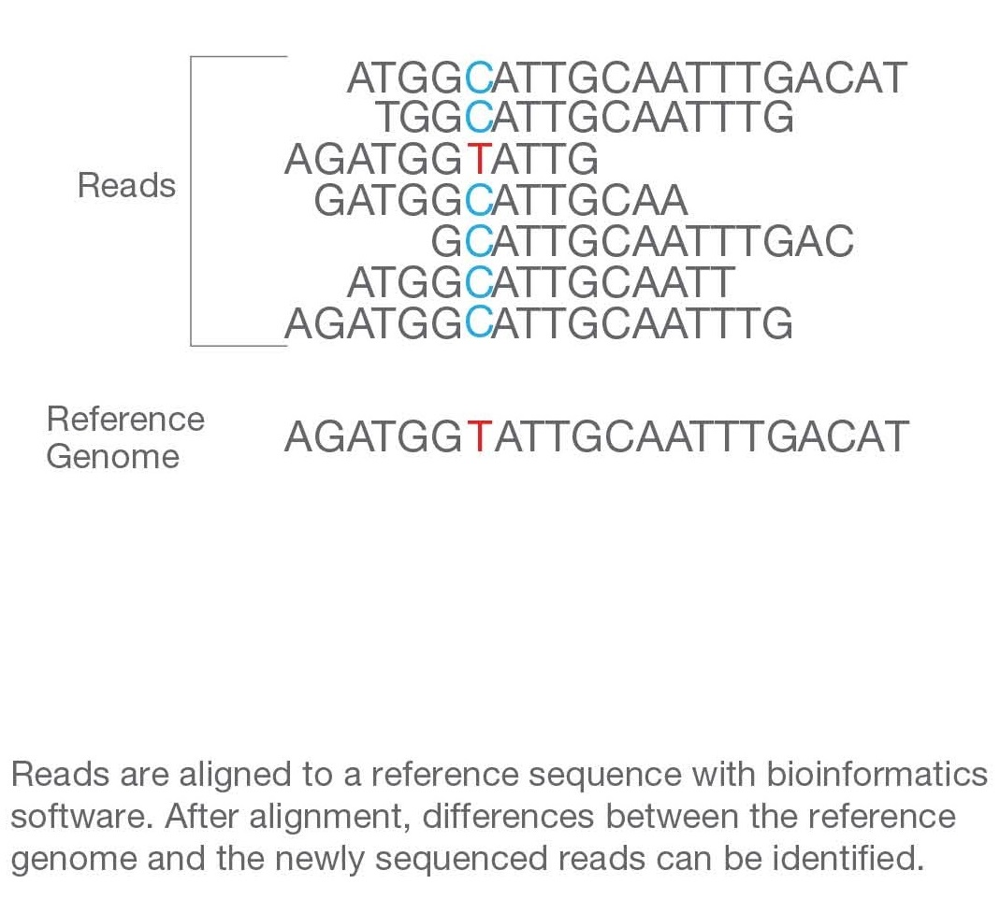 ATGGCATTGCAATTTGACAT
TGGCATTGCAATTTG
AGATGGTATTG
Reads
GATGGCATTGCAA
GCATTGCAATTTGAC
ATGGCATTGCAATT
AGATGGCATTGCAATTTG
Reference
Genome
AGATGGTATTGCAATTTGACAT
Reads are aligned to a reference sequence with bioinformatics
software. After alignment, differences between the reference
genome and the newly sequenced reads can be identified.